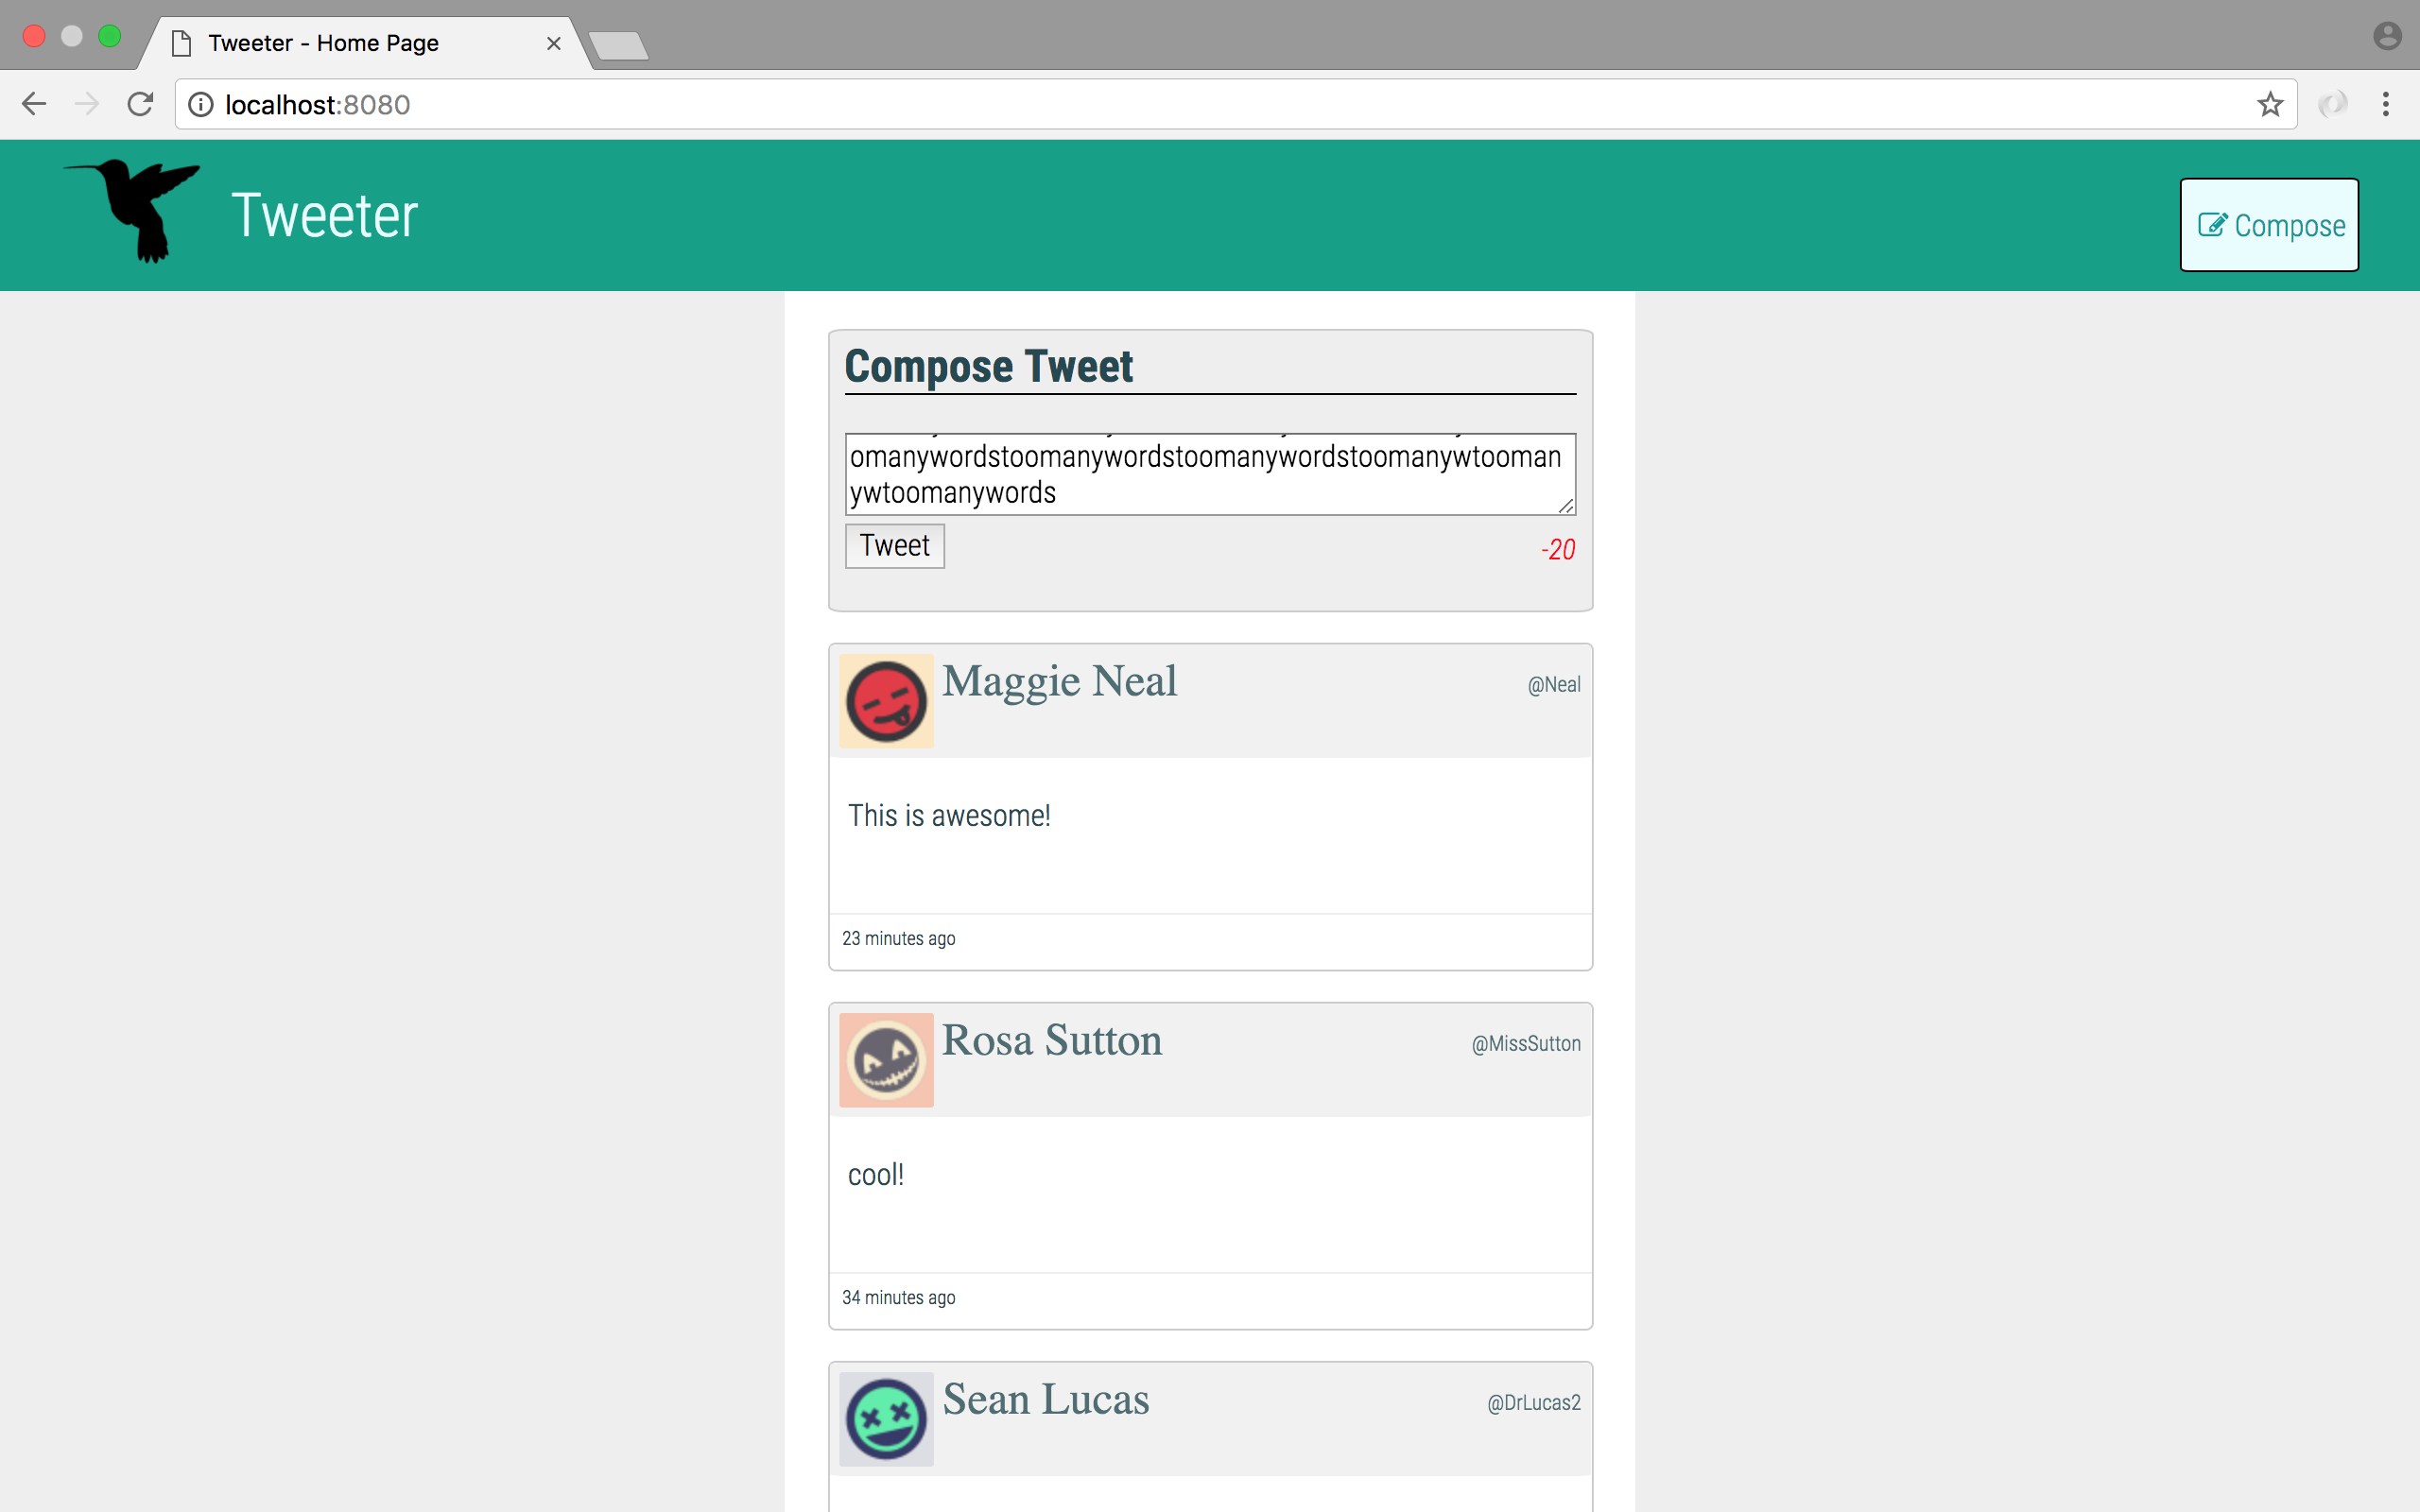 Tweeter - Home Page
localhost:8080
Tweeter
Compose
Compose Tweet
omanywordstoomanywordstoomanywordstoomanywtooman
ywtoomanywords
Tweet
-20
Maggie Neal
@Neal
This is awesome!
23 minutes ago
Rosa Sutton
@MissSutton
cool!
34 minutes ago
Sean Lucas
@DrLucas2